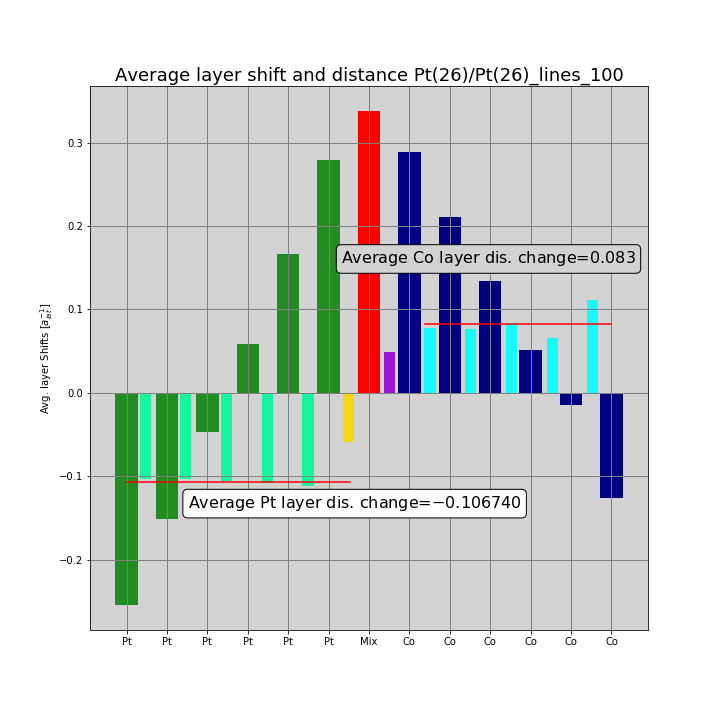 Average layer shift and distance Pt(26)/Pt(26)_lines_100
Avg. layer Shifts [a_{lat}^{-1}]
0.3
0.2
0.1
0.0
−0.1
−0.2
Average Co layer dis. change=0.083
Average Pt layer dis. change=−0.106740
Pt Pt Pt Pt Pt Pt Mix Co Co Co Co Co Co